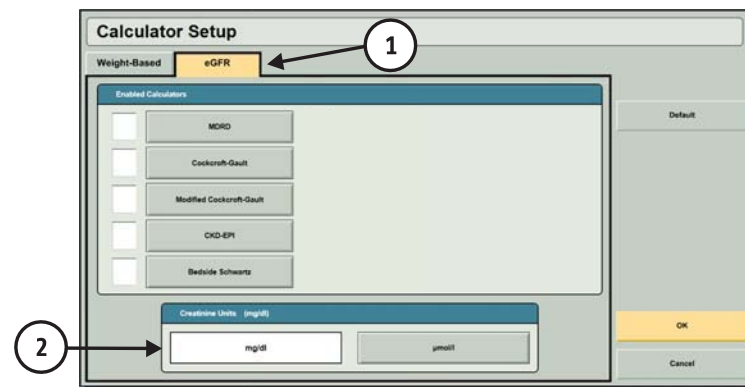 Calculator Setup
1
Weight-Based eGFR
Enabled Calculators
MDRD
Default
Cockcroft-Gault
Modified Cockcroft-Gault
CKD-EPI
Bedside Schwartz
Creatinine Units (mg/dl)
OK
2
mg/dl µmol/l
Cancel